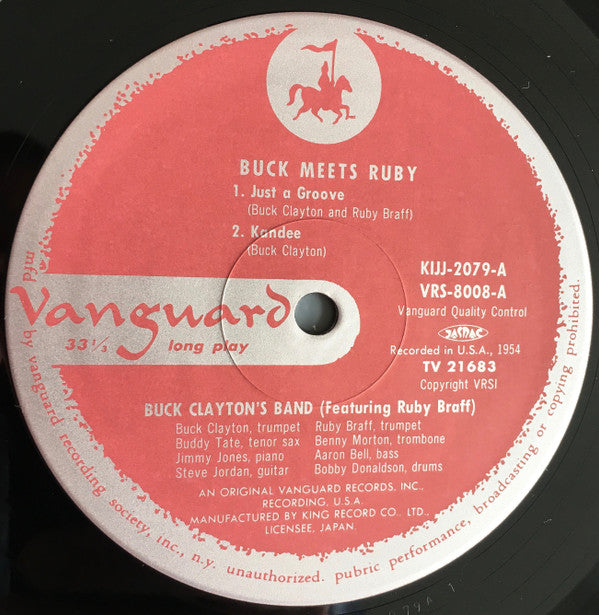 BUCK MEETS RUBY
1. Just a Groove
(Buck Clayton and Ruby Braff)
2. Kandee
(Buck Clayton)
KIJJ-2079-A
VRS-8008-A
Vanguard Quality Control
JASRAC
Recorded in U.S.A., 1954
TV 21683
Copyright VRSI
Vanguard
33 1/3 long play
BUCK CLAYTON'S BAND (Featuring Ruby Braff)
Buck Clayton, trumpet Ruby Braff, trumpet
Buddy Tate, tenor sax Benny Morton, trombone
Jimmy Jones, piano Aaron Bell, bass
Steve Jordan, guitar Bobby Donaldson, drums
AN ORIGINAL VANGUARD RECORDS, INC.,
RECORDING, U.S.A.
MANUFACTURED BY KING RECORD CO., LTD.,
LICENSEE, JAPAN.
mfd by vanguard recording society, inc., n.y. unauthorized. pubric performance, broadcasting or copying prohibited.